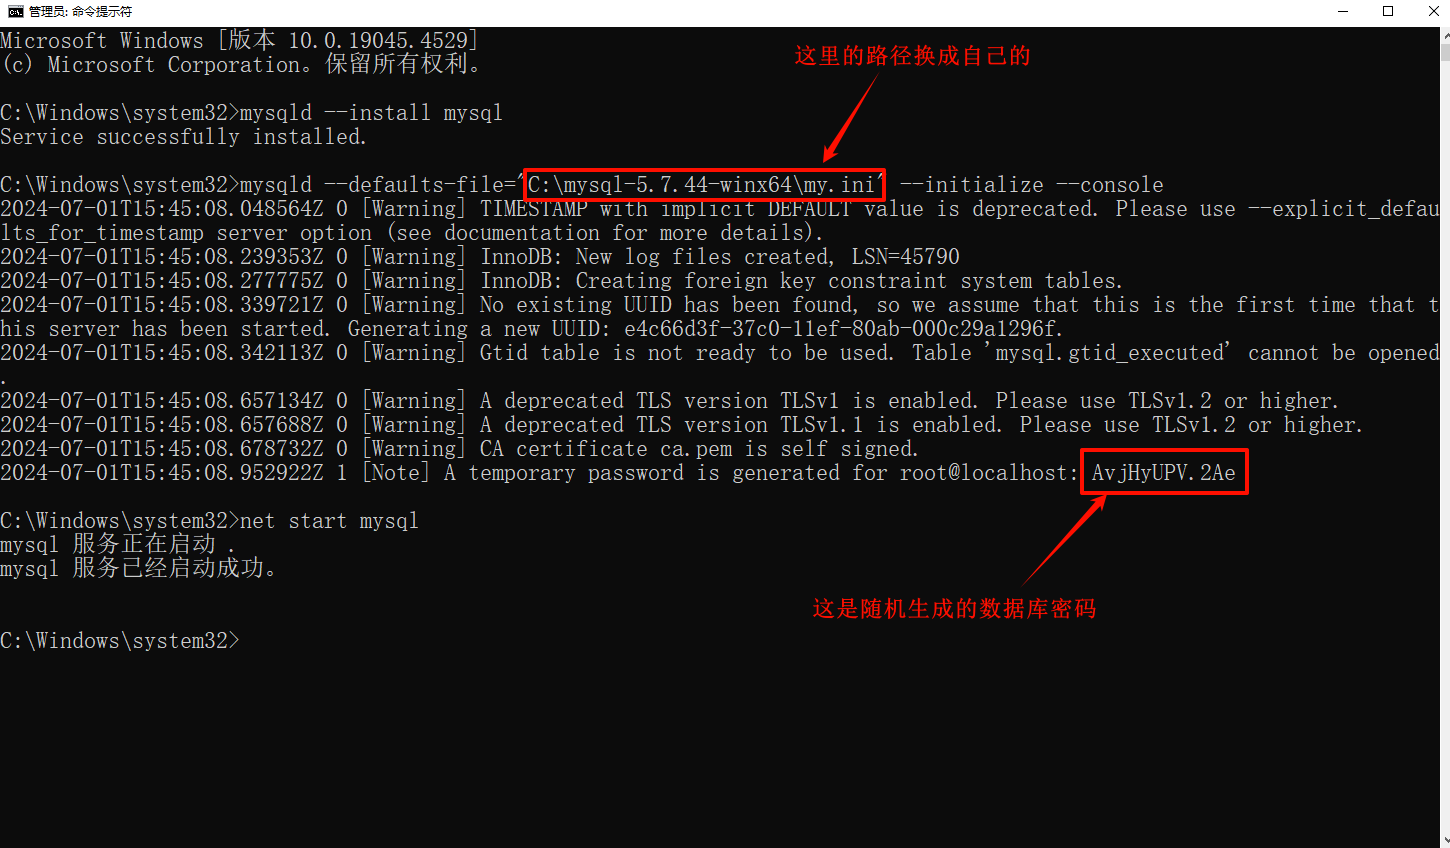 管理员: 命令提示符
Microsoft Windows [版本 10.0.19045.4529]
(c) Microsoft Corporation。保留所有权利。
这里的路径换成自己的
C:\Windows\system32>mysqld --install mysql
Service successfully installed.
C:\Windows\system32>mysqld --defaults-file="C:\mysql-5.7.44-winx64\my.ini" --initialize --console
2024-07-01T15:45:08.048564Z 0 [Warning] TIMESTAMP with implicit DEFAULT value is deprecated. Please use --explicit_defau
lts_for_timestamp server option (see documentation for more details).
2024-07-01T15:45:08.239353Z 0 [Warning] InnoDB: New log files created, LSN=45790
2024-07-01T15:45:08.277775Z 0 [Warning] InnoDB: Creating foreign key constraint system tables.
2024-07-01T15:45:08.339721Z 0 [Warning] No existing UUID has been found, so we assume that this is the first time that t
his server has been started. Generating a new UUID: e4c66d3f-37c0-11ef-80ab-000c29a1296f.
2024-07-01T15:45:08.342113Z 0 [Warning] Gtid table is not ready to be used. Table 'mysql.gtid_executed' cannot be opened
.
2024-07-01T15:45:08.657134Z 0 [Warning] A deprecated TLS version TLSv1 is enabled. Please use TLSv1.2 or higher.
2024-07-01T15:45:08.657688Z 0 [Warning] A deprecated TLS version TLSv1.1 is enabled. Please use TLSv1.2 or higher.
2024-07-01T15:45:08.678732Z 0 [Warning] CA certificate ca.pem is self signed.
2024-07-01T15:45:08.952922Z 1 [Note] A temporary password is generated for root@localhost: AvjHyUPV.2Ae
C:\Windows\system32>net start mysql
mysql 服务正在启动 .
mysql 服务已经启动成功。
这是随机生成的数据库密码
C:\Windows\system32>